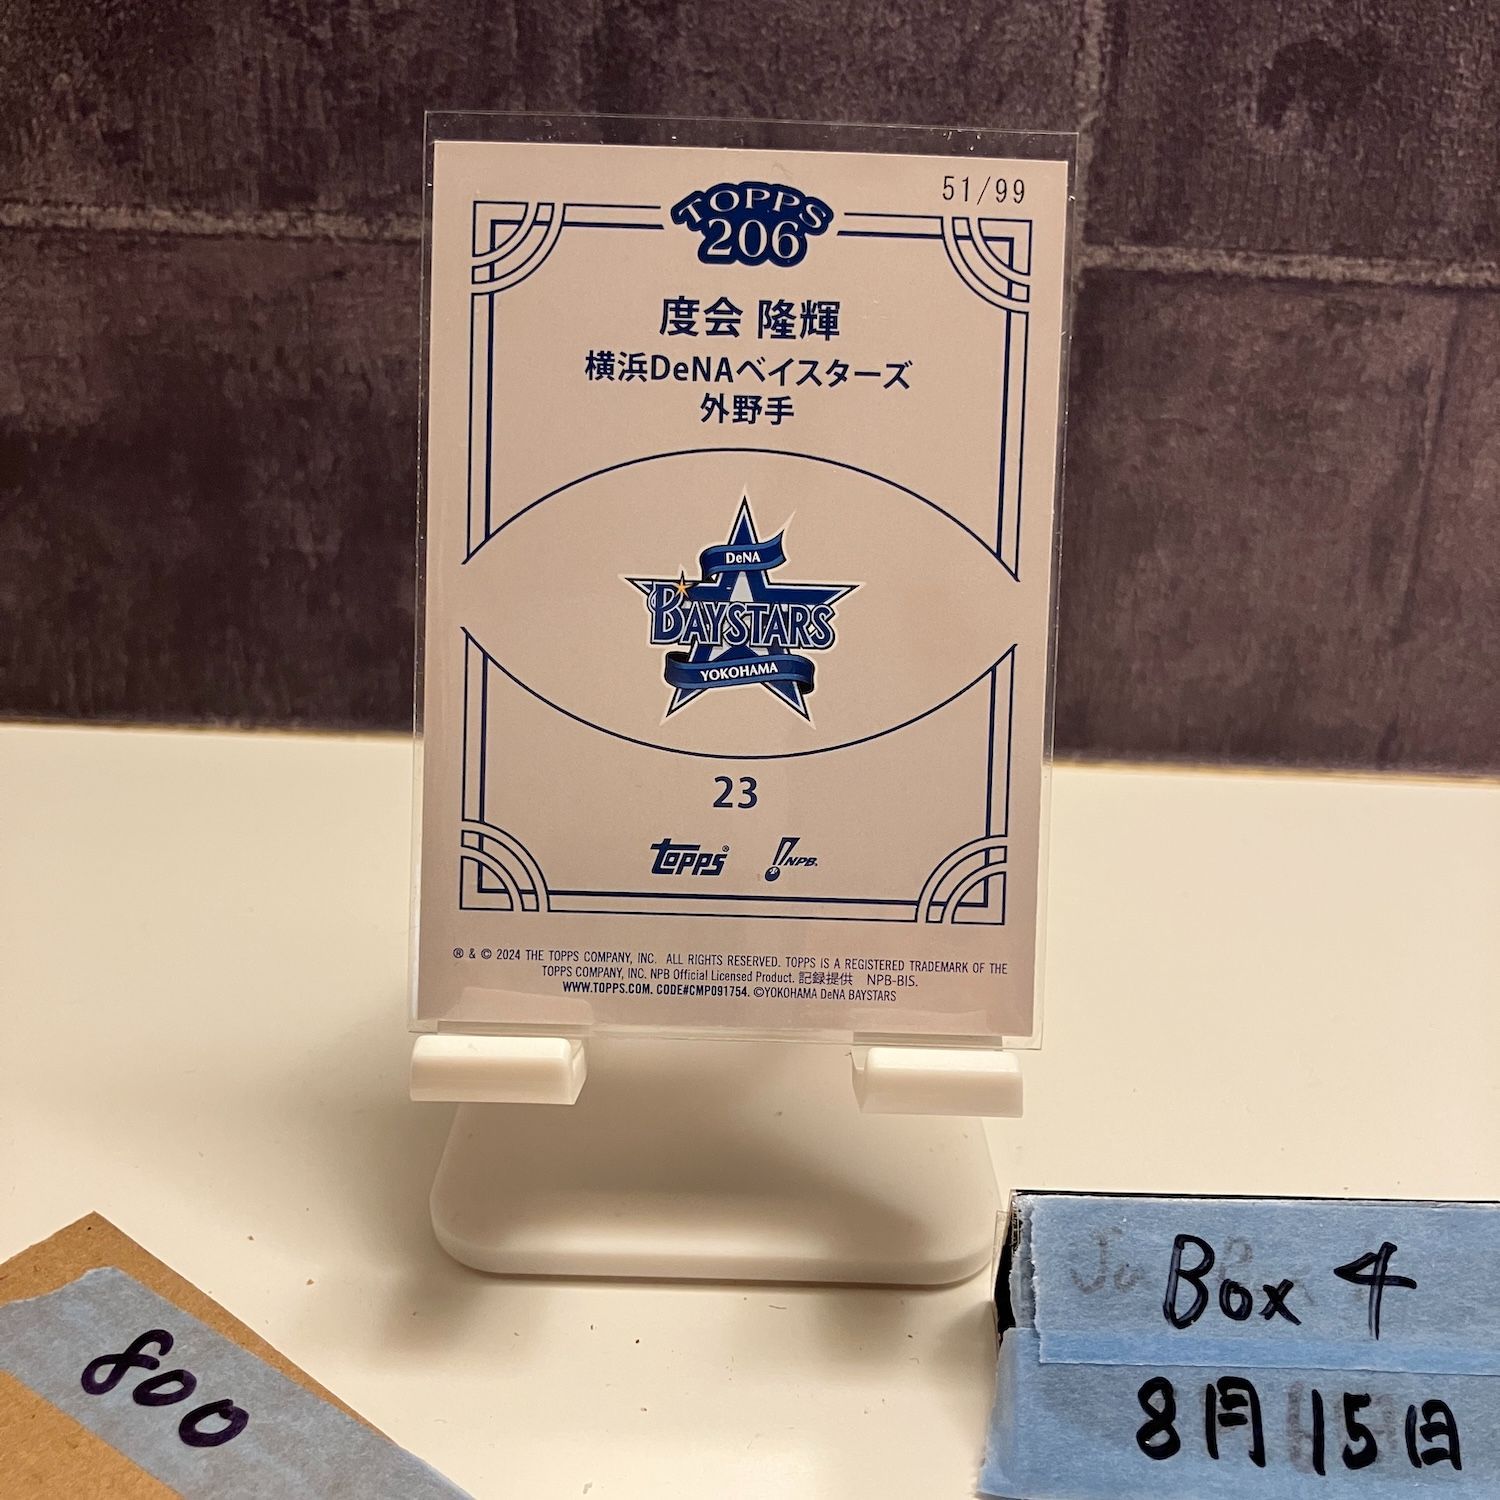 51/99
TOPPS
206
度会 隆輝
横浜DeNAベイスターズ
外野手
DeNA
BAYSTARS
YOKOHAMA
23
topps® NPB.
® & © 2024 THE TOPPS COMPANY, INC. ALL RIGHTS RESERVED. TOPPS IS A REGISTERED TRADEMARK OF THE
TOPPS COMPANY, INC. NPB Official Licensed Product. 記録提供 NPB-BIS.
WWW.TOPPS.COM. CODE#CMP091754. ©YOKOHAMA DeNA BAYSTARS
800
Box 4
8月15日